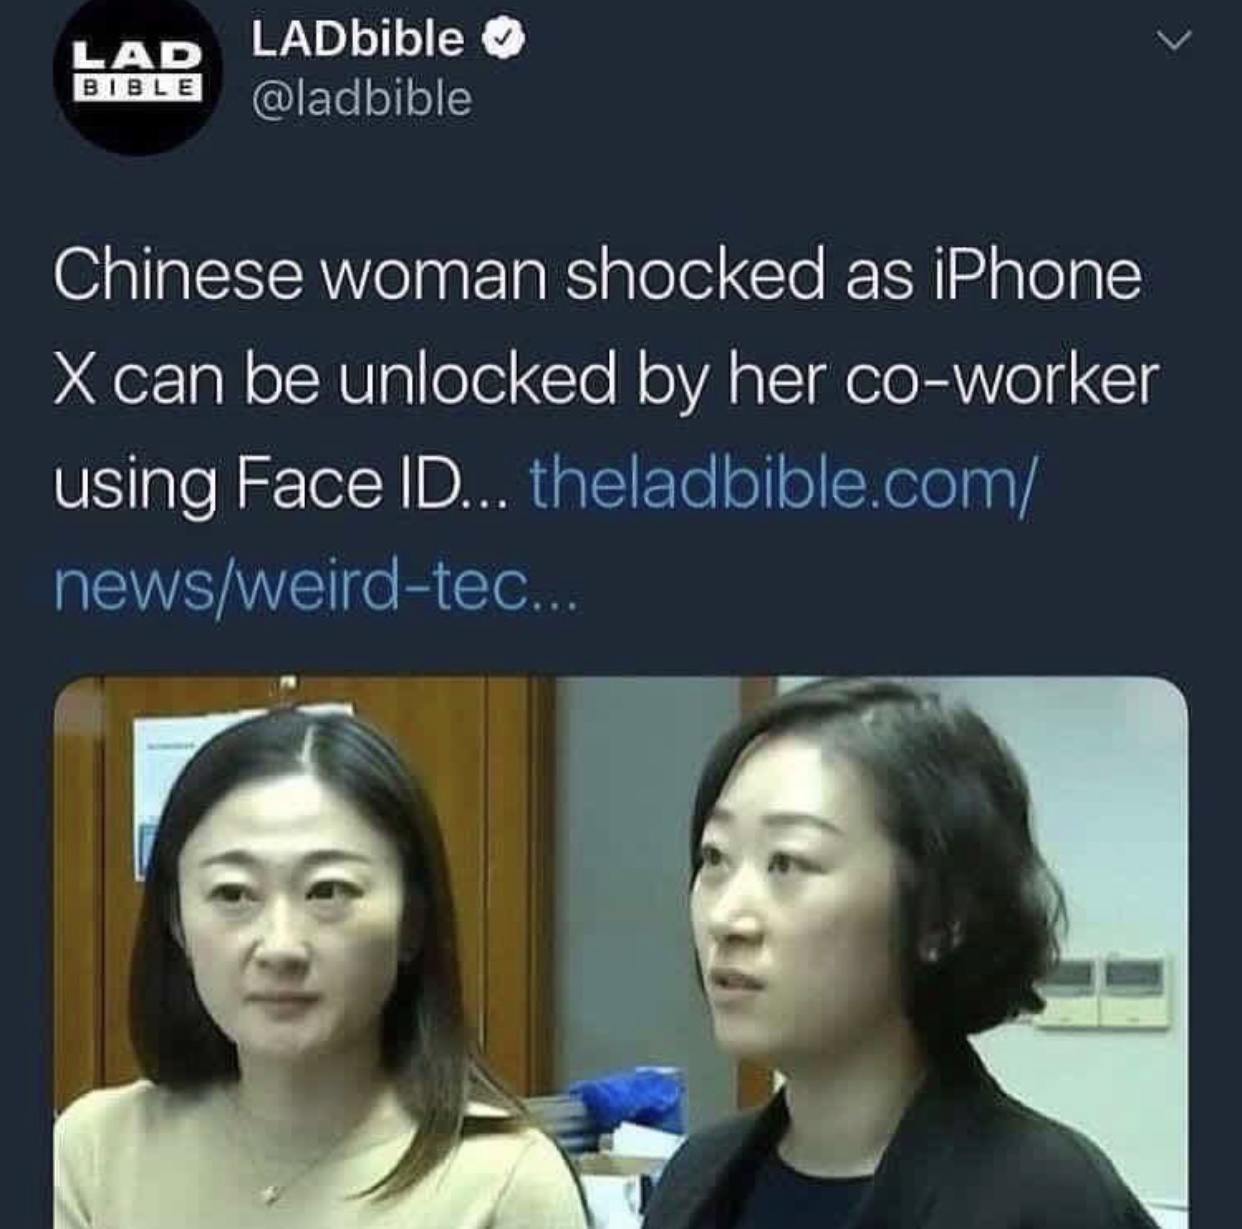 LAD
BIBLE
LADbible
@ladbible
Chinese woman shocked as iPhone
X can be unlocked by her co-worker
using Face ID... theladbible.com/
news/weird-tec...